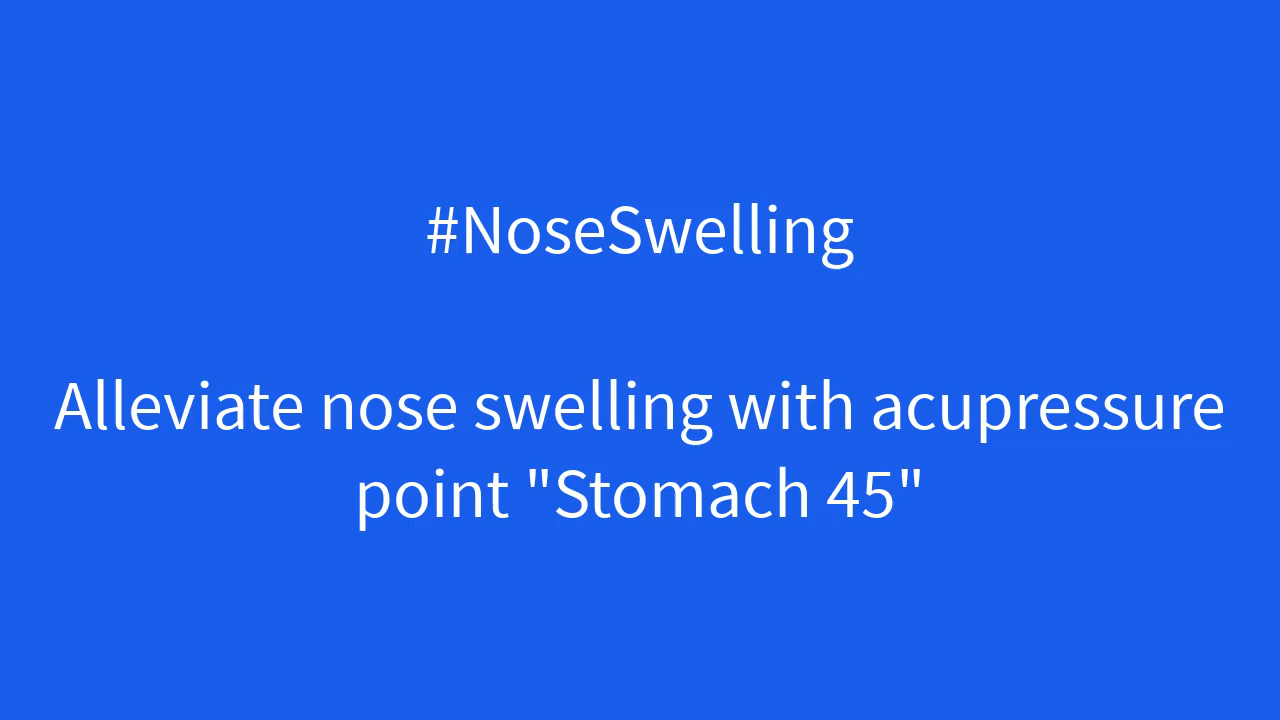 #NoseSwelling
Alleviate nose swelling with acupressure
point "Stomach 45"